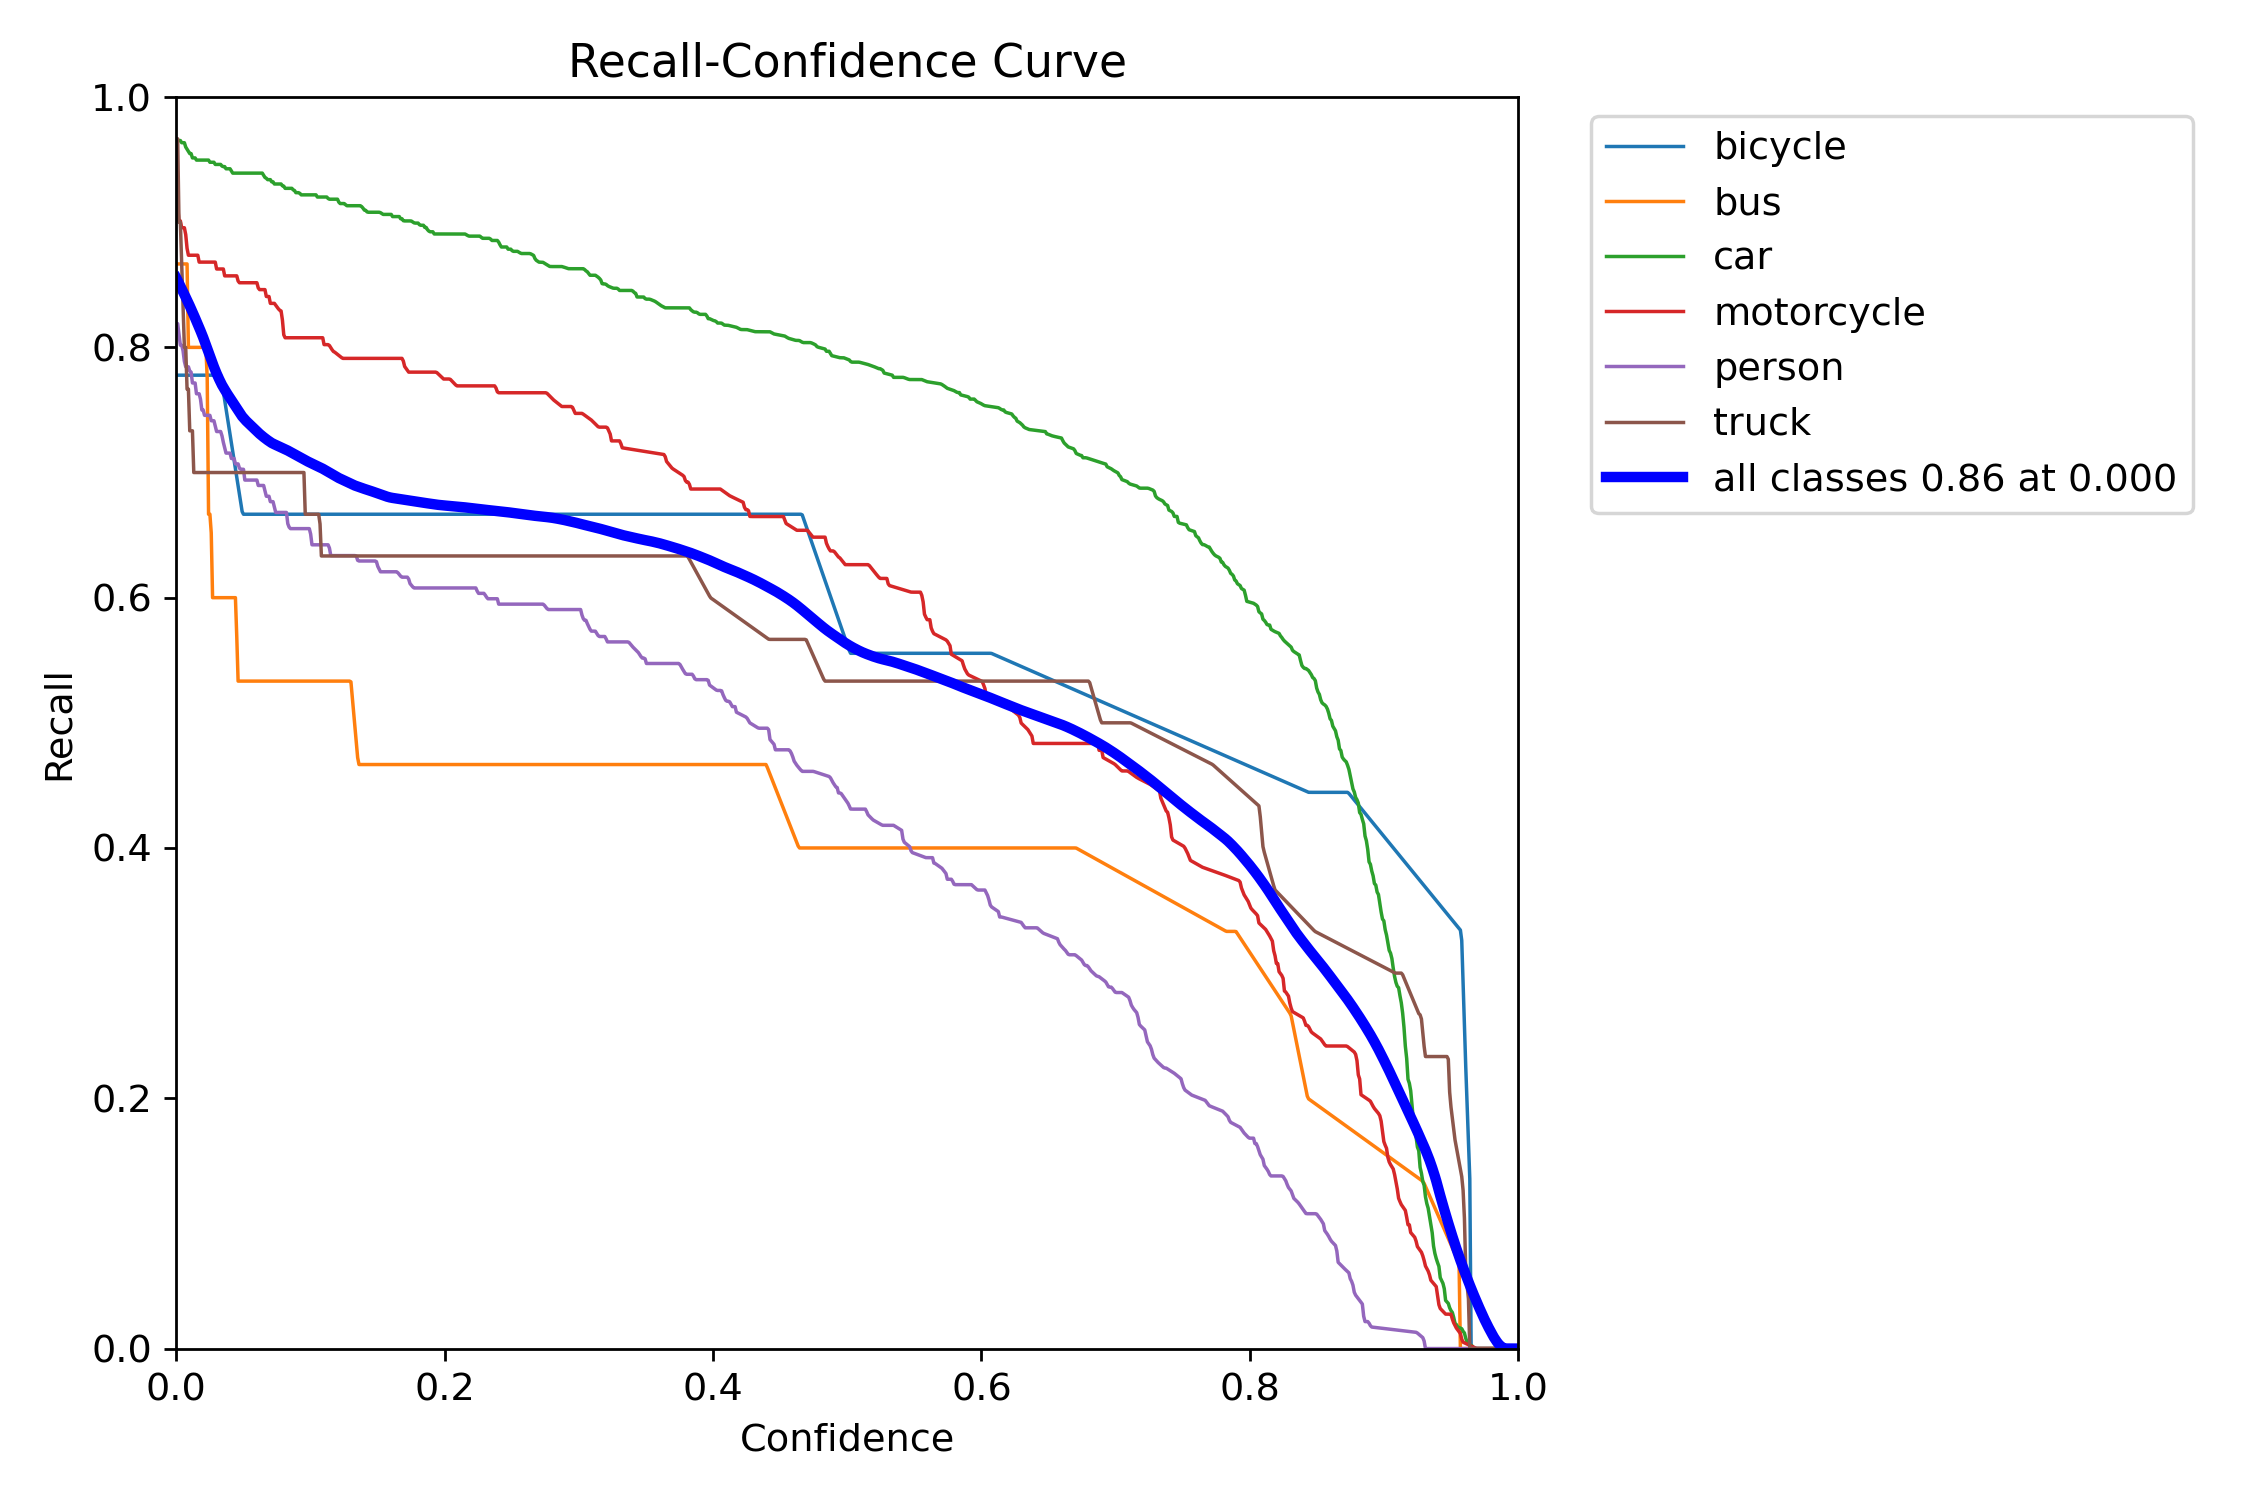 Recall-Confidence Curve
1.0
0.8
0.6
0.4
0.2
0.0
Recall
0.0 0.2 0.4 0.6 0.8 1.0
Confidence
bicycle
bus
car
motorcycle
person
truck
all classes 0.86 at 0.000